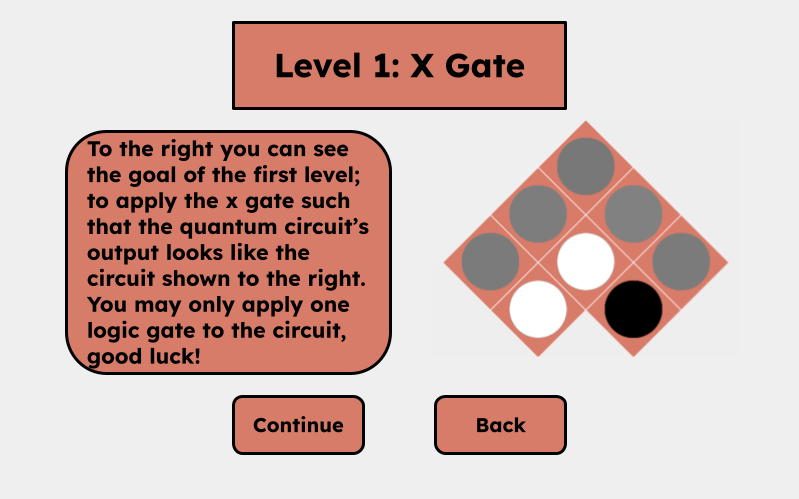 Level 1: X Gate
To the right you can see
the goal of the first level;
to apply the x gate such
that the quantum circuit’s
output looks like the
circuit shown to the right.
You may only apply one
logic gate to the circuit,
good luck!
Continue
Back